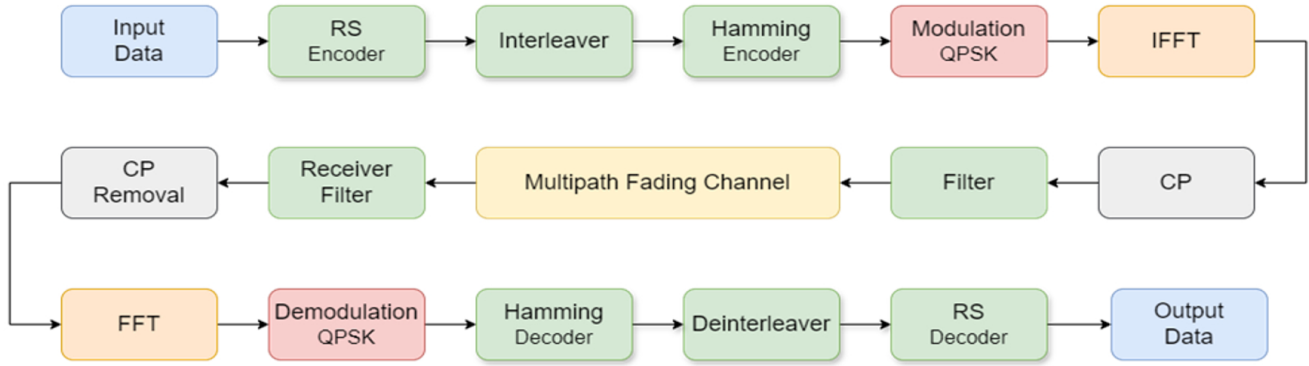 Input
Data
RS
Encoder
Interleaver
Hamming
Encoder
Modulation
QPSK
IFFT
CP
Removal
Receiver
Filter
Multipath Fading Channel
Filter
CP
FFT
Demodulation
QPSK
Hamming
Decoder
Deinterleaver
RS
Decoder
Output
Data